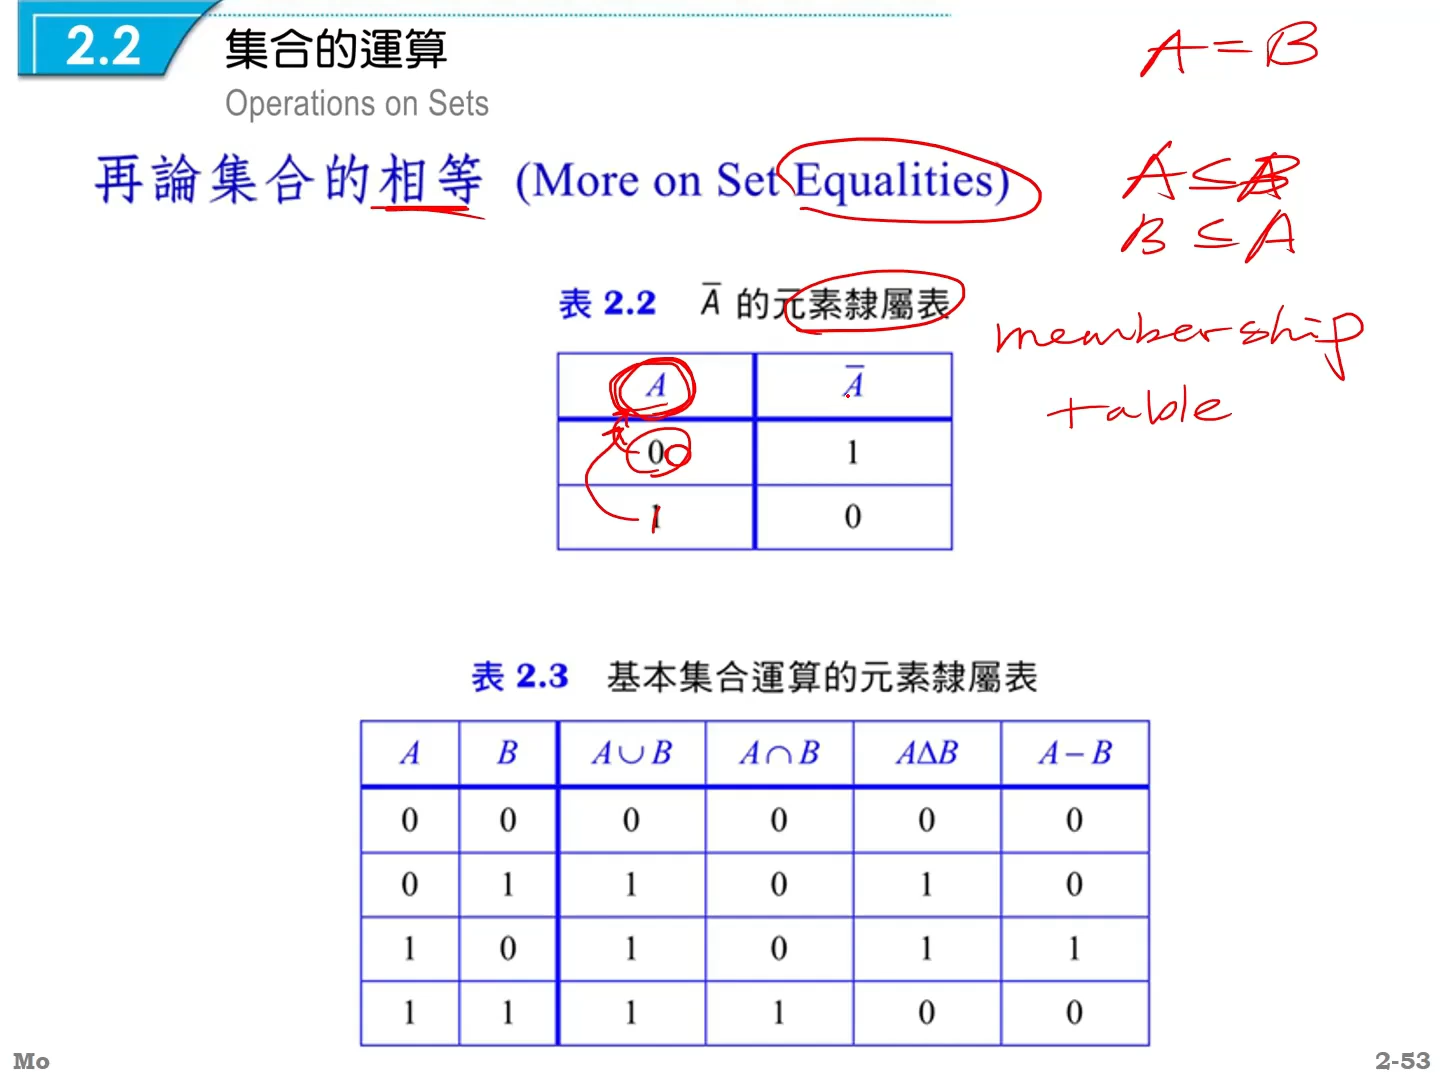 2.2 集合的運算
Operations on Sets
A = B
再論集合的相等 (More on Set Equalities)
A ⊆ B
B ⊆ A
表 2.2 A̅ 的元素隸屬表
membership
table
A A̅
0 1
1 0
表 2.3 基本集合運算的元素隸屬表
A B A∪B A∩B AΔB A−B
0 0 0 0 0 0
0 1 1 0 1 0
1 0 1 0 1 1
1 1 1 1 0 0
Mo 2-53